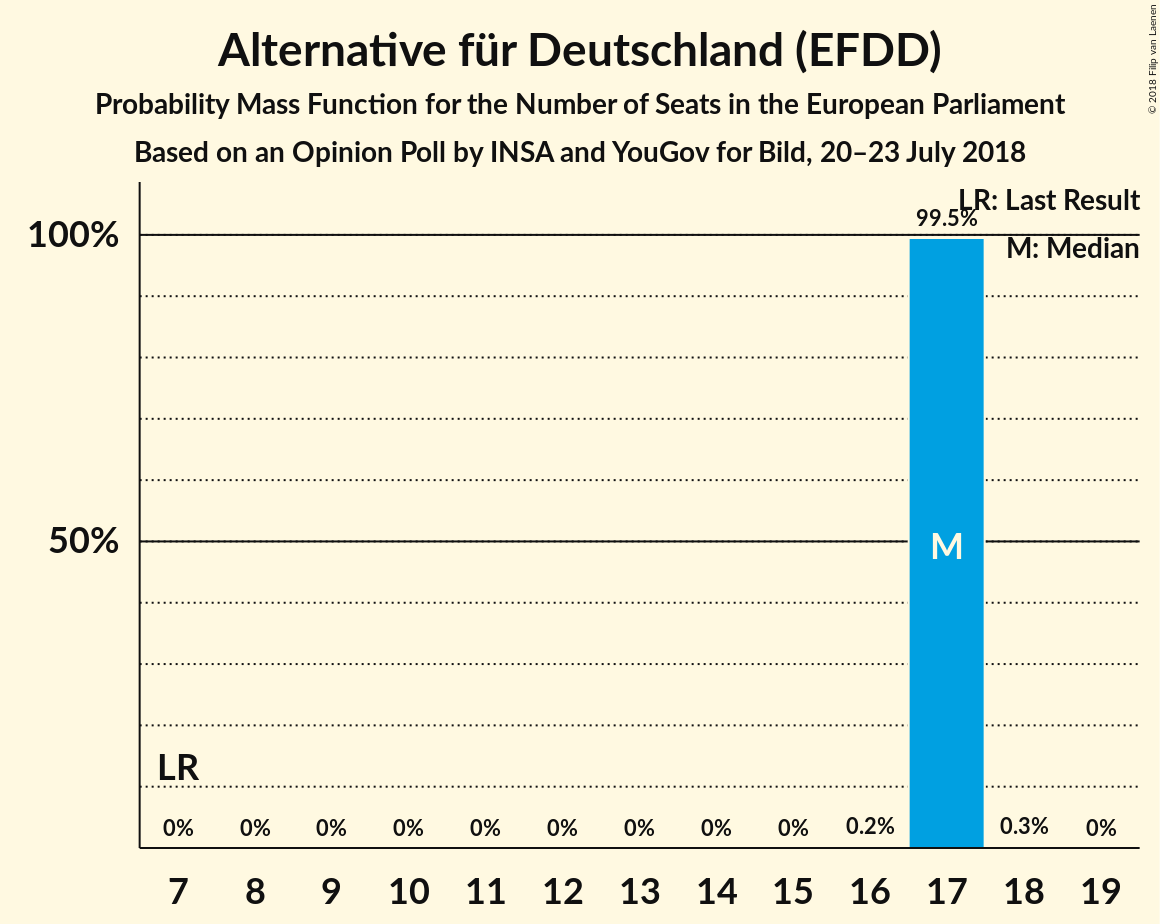 Alternative für Deutschland (EFDD)
Probability Mass Function for the Number of Seats in the European Parliament
Based on an Opinion Poll by INSA and YouGov for Bild, 20–23 July 2018
© 2018 Filip van Laenen
LR: Last Result
M: Median
99.5%
100%
50%
M
LR
0% 0% 0% 0% 0% 0% 0% 0% 0% 0.2% 0.3% 0%
7 8 9 10 11 12 13 14 15 16 17 18 19